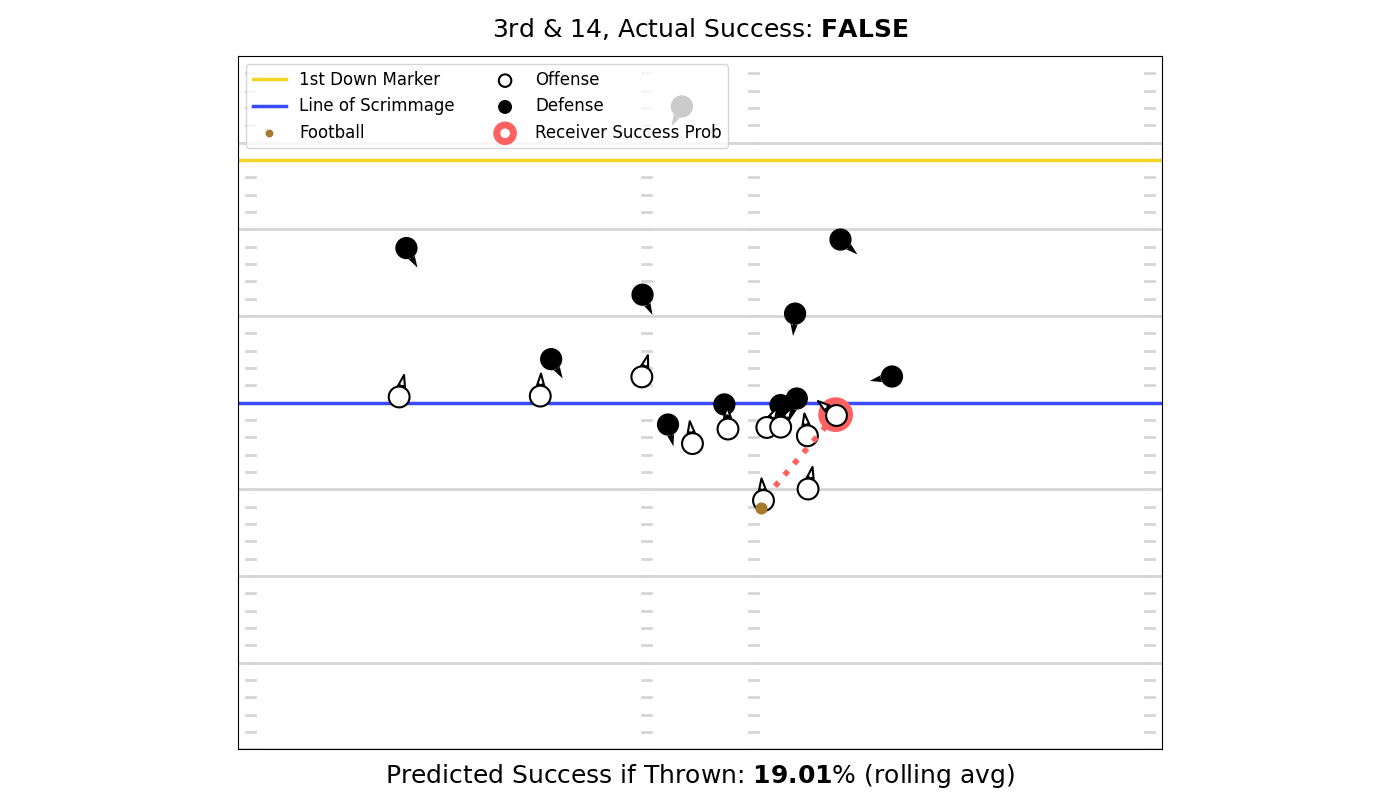 3rd & 14, Actual Success: FALSE
1st Down Marker
Line of Scrimmage
Football
Offense
Defense
Receiver Success Prob
Predicted Success if Thrown: 19.01% (rolling avg)